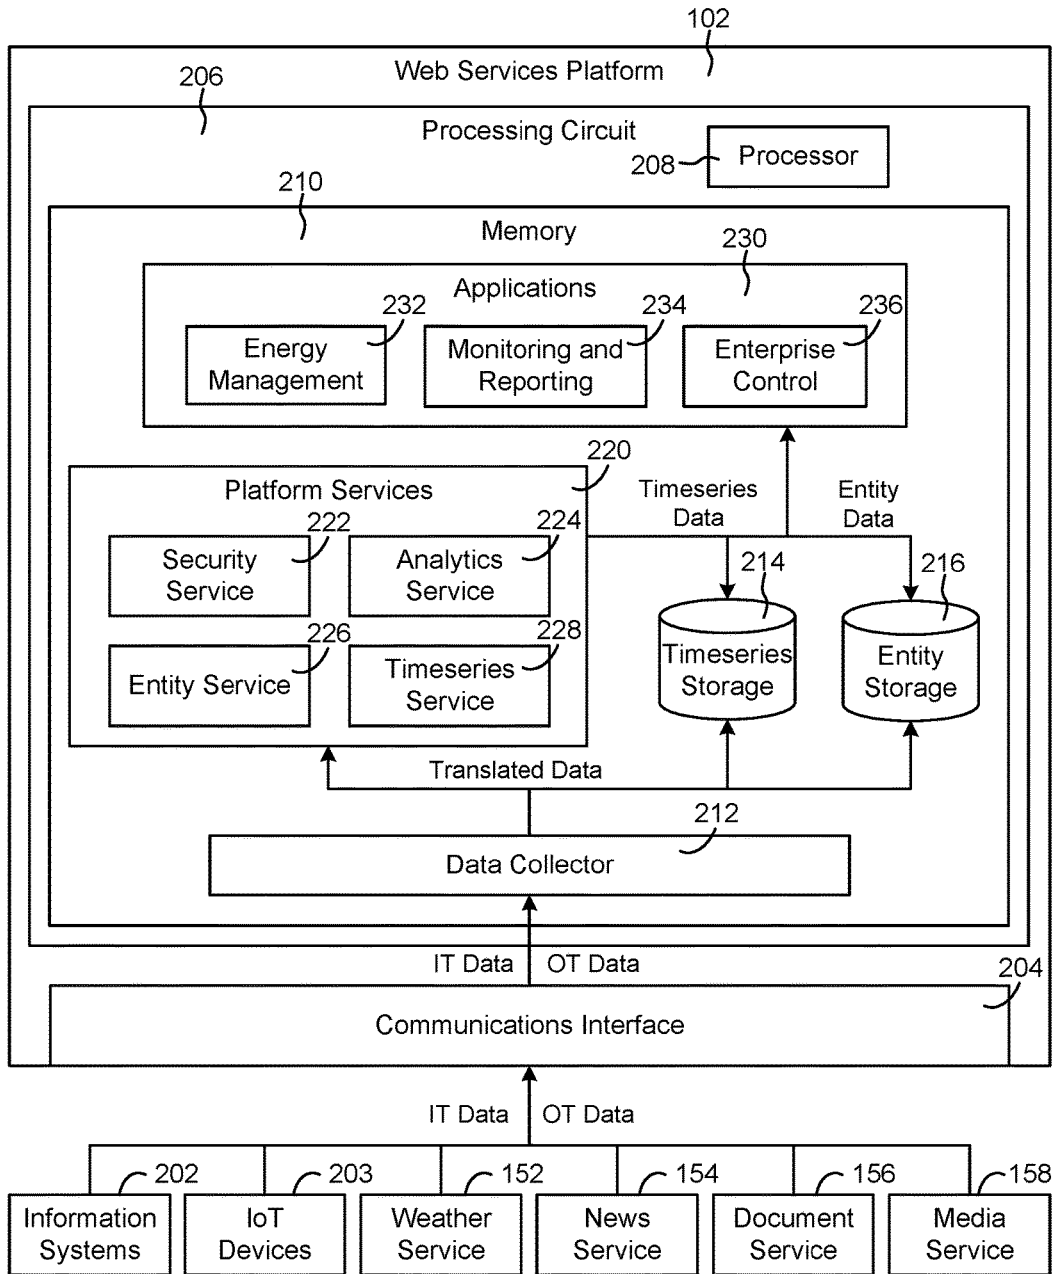 102
Web Services Platform
206
Processing Circuit
208
Processor
210
Memory
230
Applications
232
Energy
Management
234
Monitoring and
Reporting
236
Enterprise
Control
220
Platform Services
222
Security
Service
224
Analytics
Service
226
Entity Service
228
Timeseries
Service
Timeseries
Data
Entity
Data
214
Timeseries
Storage
216
Entity
Storage
Translated Data
212
Data Collector
IT Data
OT Data
204
Communications Interface
IT Data
OT Data
202
Information
Systems
203
IoT
Devices
152
Weather
Service
154
News
Service
156
Document
Service
158
Media
Service